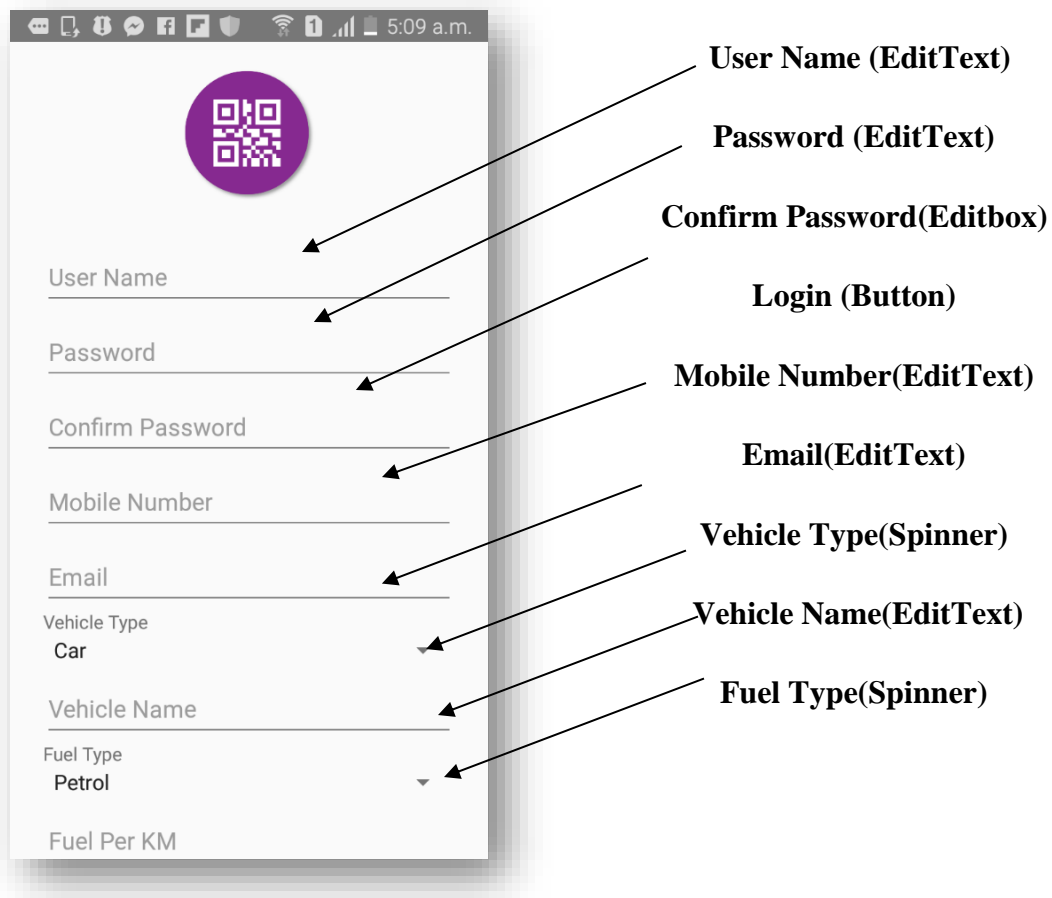 1 5:09 a.m.
User Name
Password
Confirm Password
Mobile Number
Email
Vehicle Type
Car
Vehicle Name
Fuel Type
Petrol
Fuel Per KM
User Name (EditText)
Password (EditText)
Confirm Password(Editbox)
Login (Button)
Mobile Number(EditText)
Email(EditText)
Vehicle Type(Spinner)
Vehicle Name(EditText)
Fuel Type(Spinner)